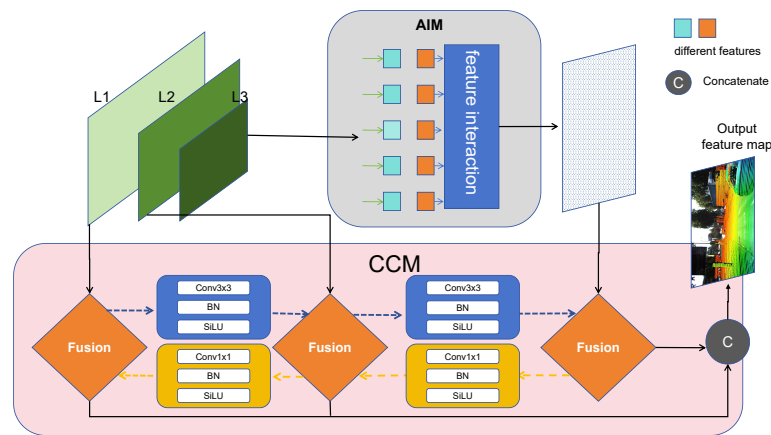 AIM
different features
C
Concatenate
L1
L2
L3
feature interaction
Output
feature map
CCM
Conv3x3
BN
SiLU
Conv3x3
BN
SiLU
Fusion
Fusion
Fusion
C
Conv1x1
BN
SiLU
Conv1x1
BN
SiLU